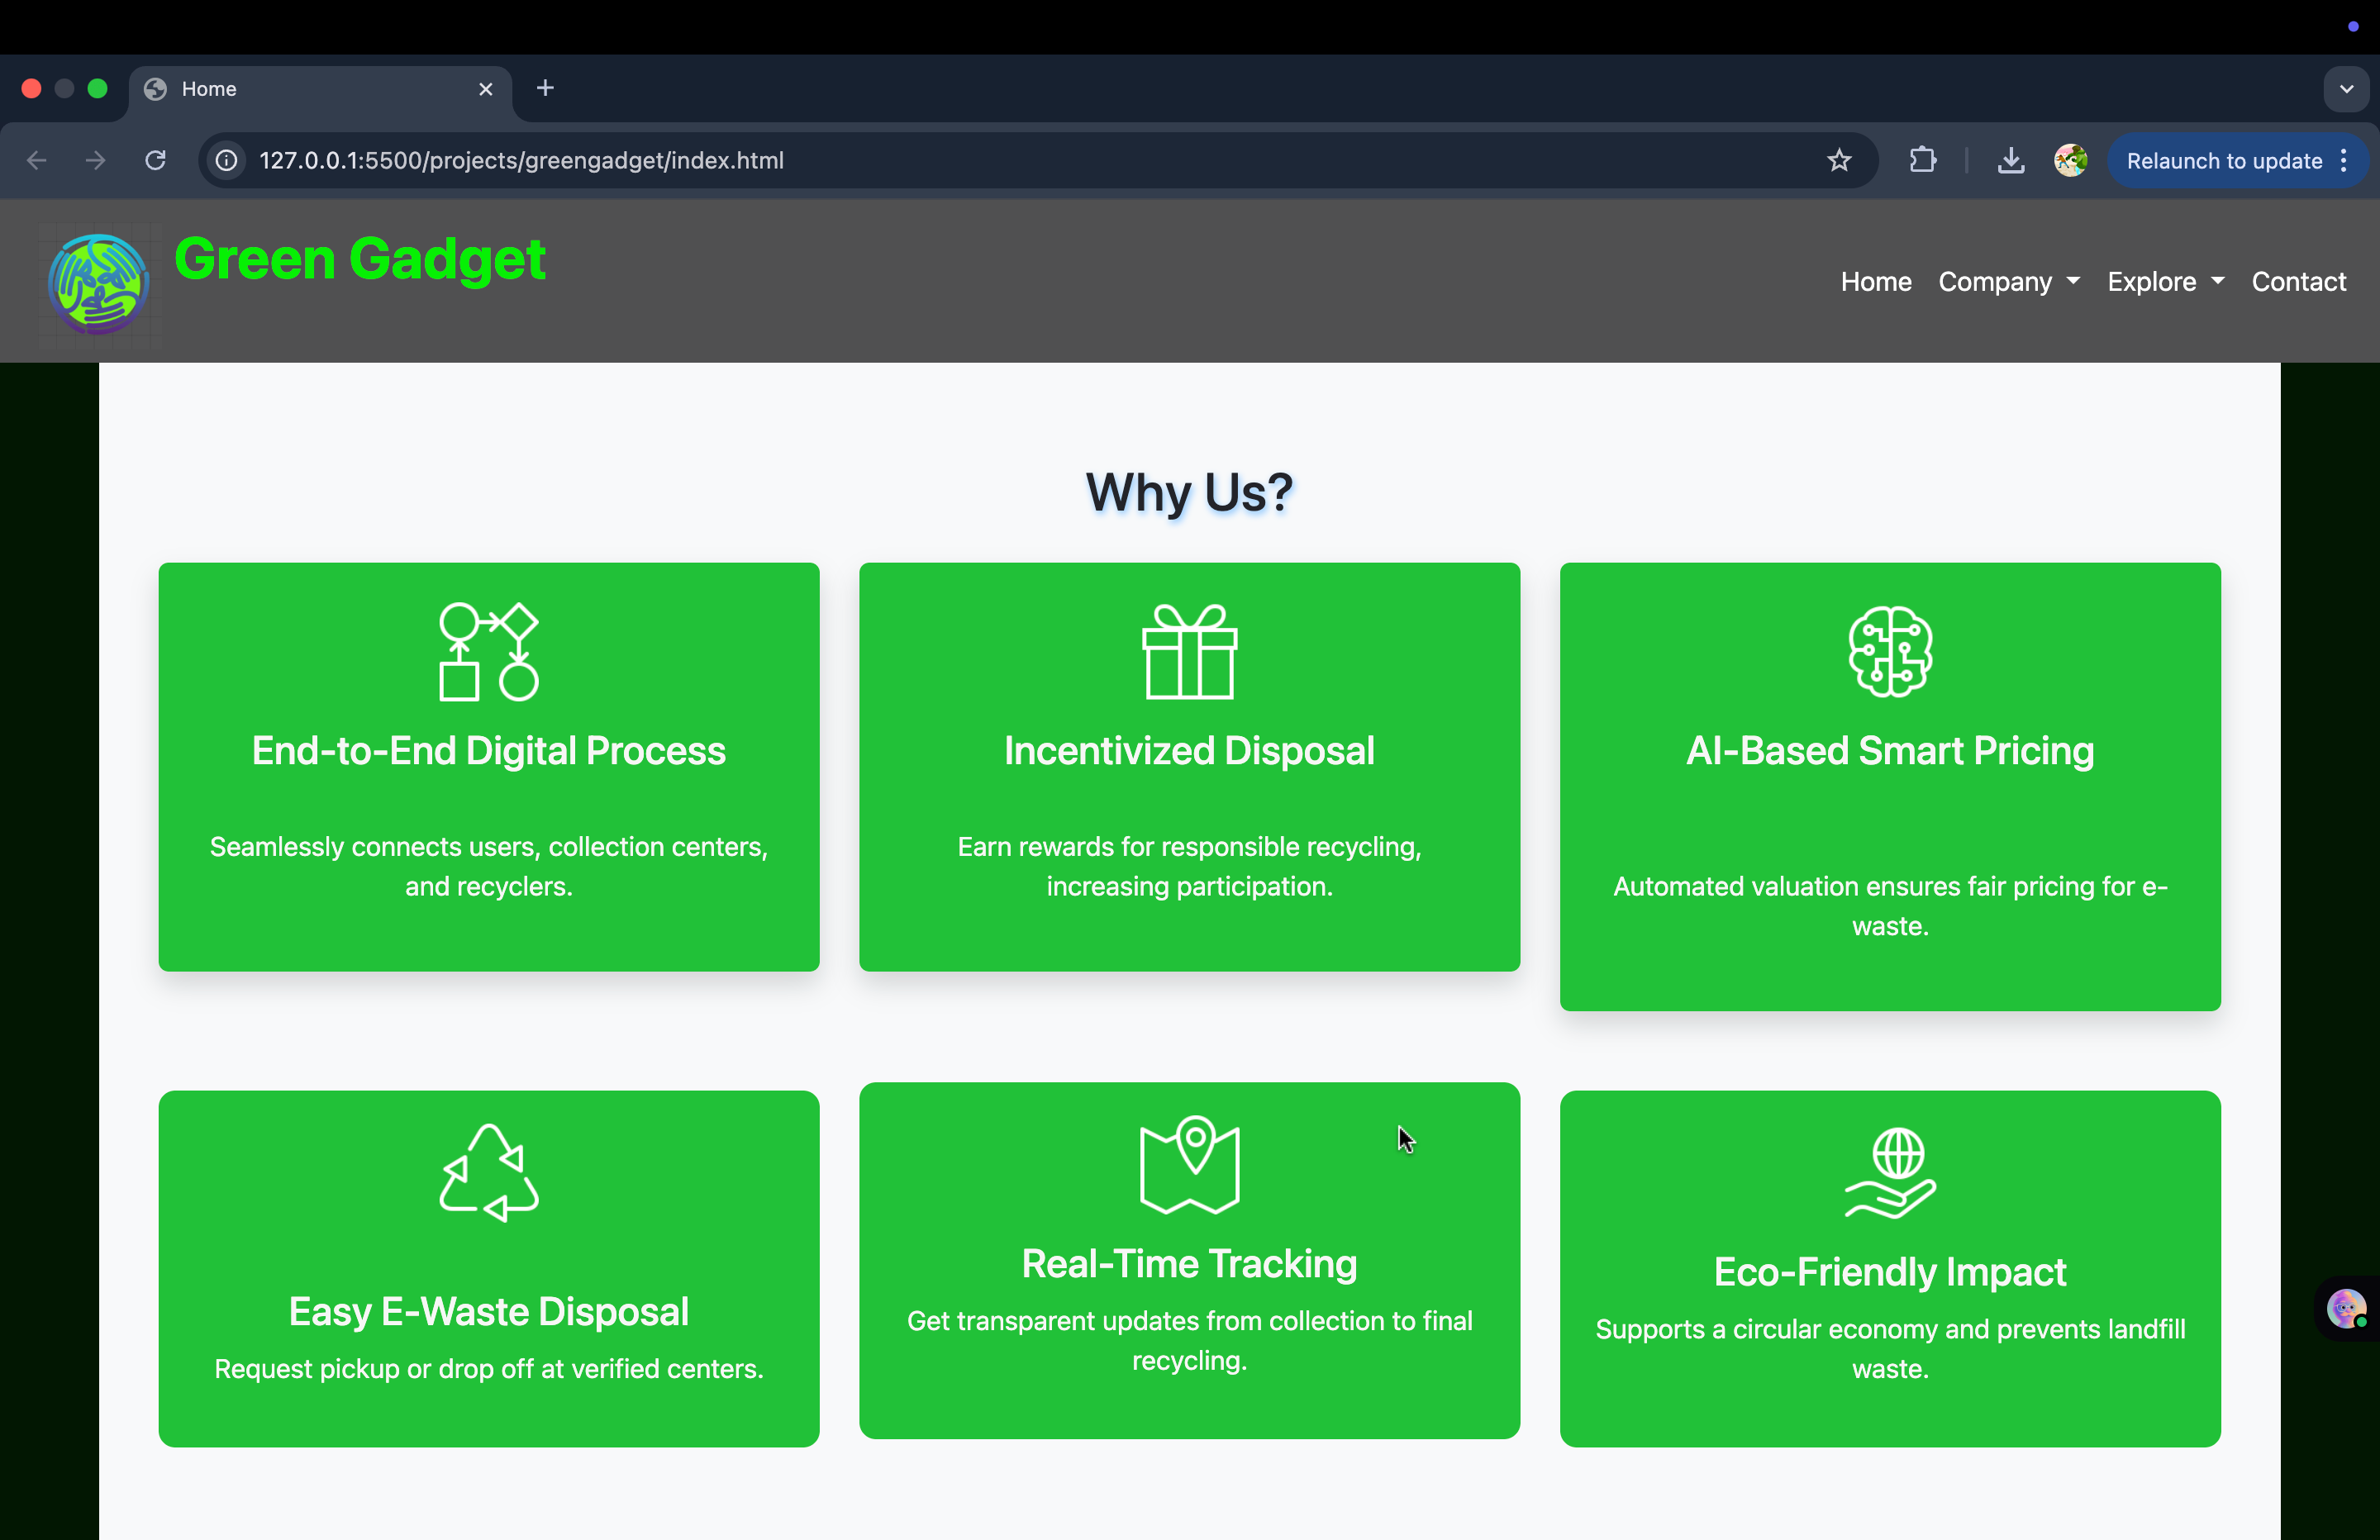 Home
127.0.0.1:5500/projects/greengadget/index.html
Relaunch to update
Green Gadget
Home Company Explore Contact
Why Us?
End-to-End Digital Process
Seamlessly connects users, collection centers,
and recyclers.
Incentivized Disposal
Earn rewards for responsible recycling,
increasing participation.
AI-Based Smart Pricing
Automated valuation ensures fair pricing for e-
waste.
Easy E-Waste Disposal
Request pickup or drop off at verified centers.
Real-Time Tracking
Get transparent updates from collection to final
recycling.
Eco-Friendly Impact
Supports a circular economy and prevents landfill
waste.